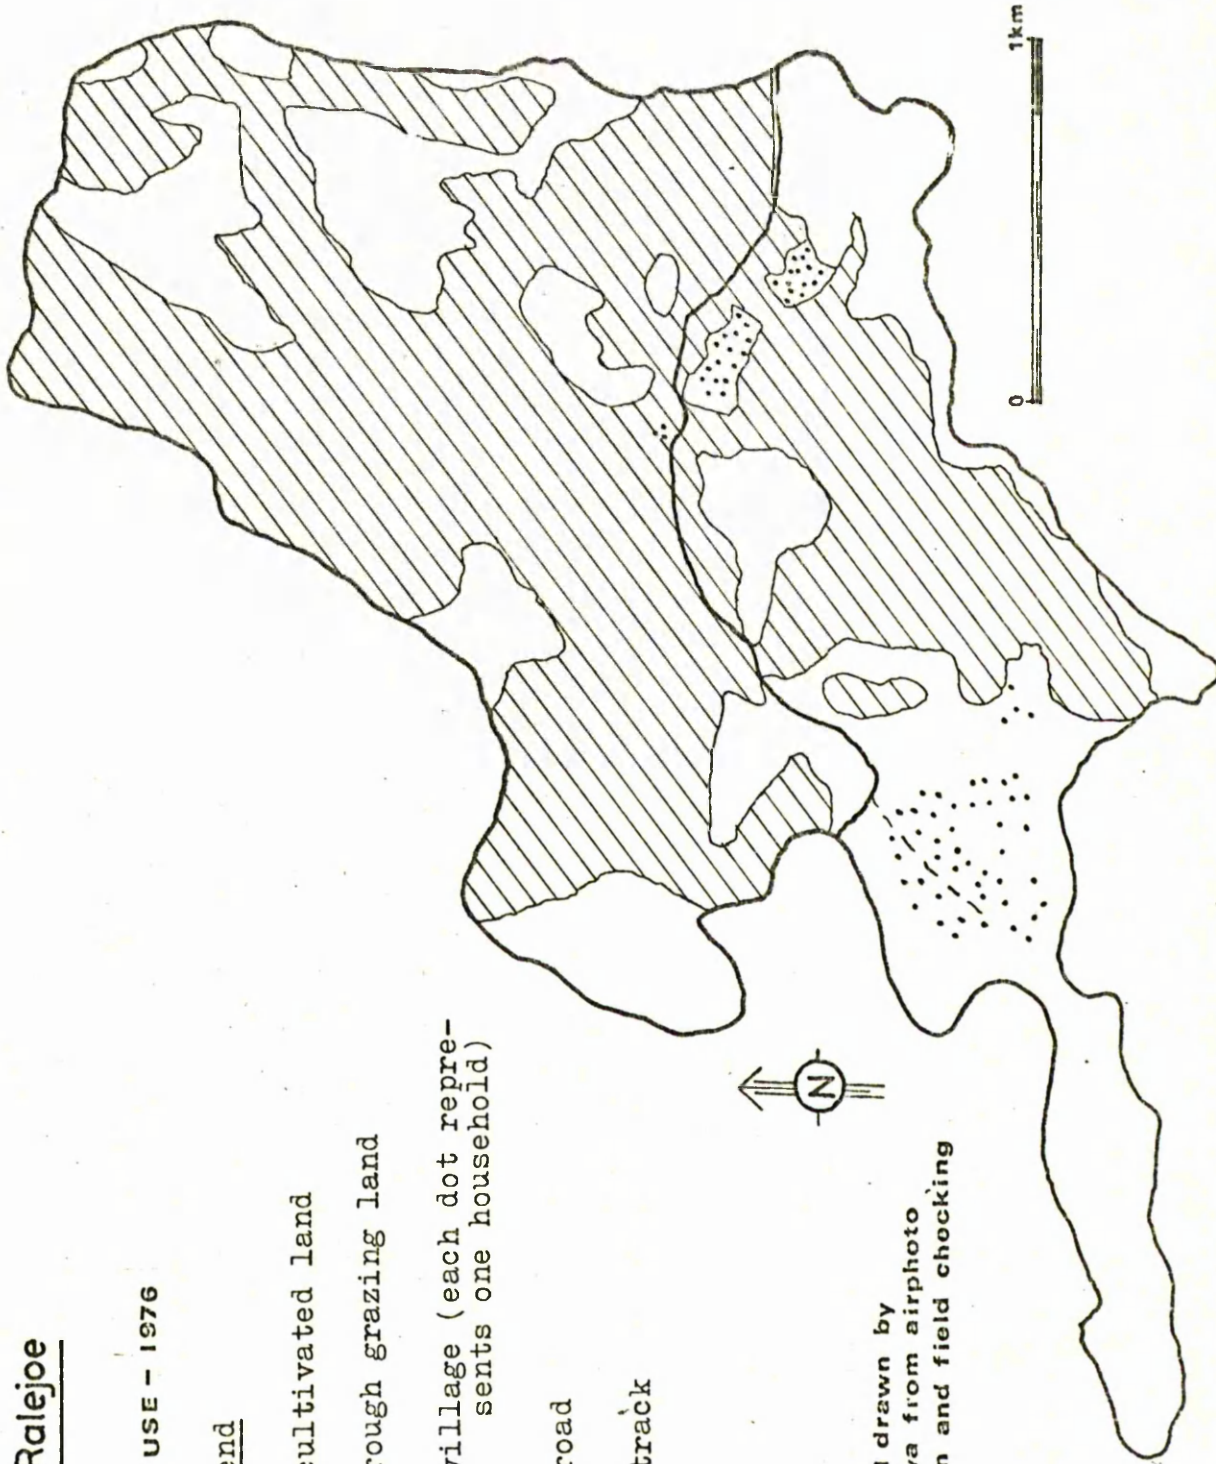 Ralejoe
USE – 1976
end
cultivated land
rough grazing land
village (each dot repre-
sents one household)
road
track
d drawn by
va from airphoto
n and field chocking
N
0 1km